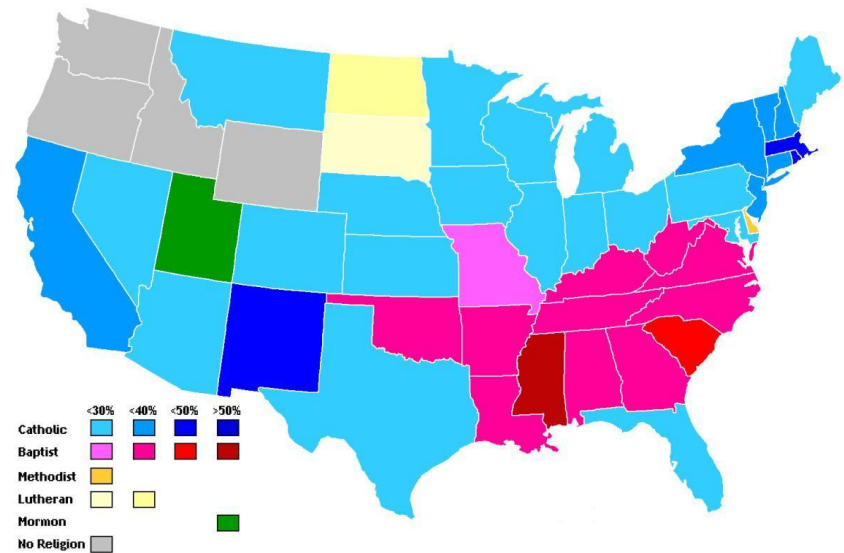 <30% <40% <50% >50%
Catholic
Baptist
Methodist
Lutheran
Mormon
No Religion